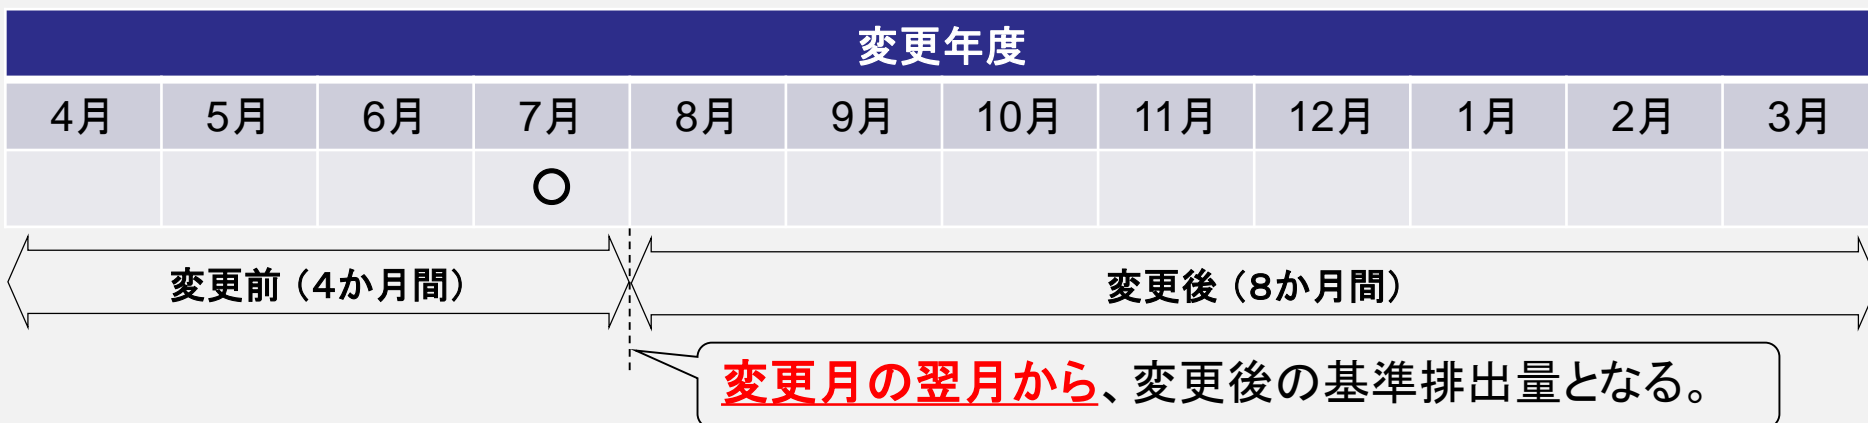 変更年度
4月 5月 6月 7月 8月 9月 10月 11月 12月 1月 2月 3月
○
変更前（4か月間） 変更後（8か月間）
変更月の翌月から、変更後の基準排出量となる。